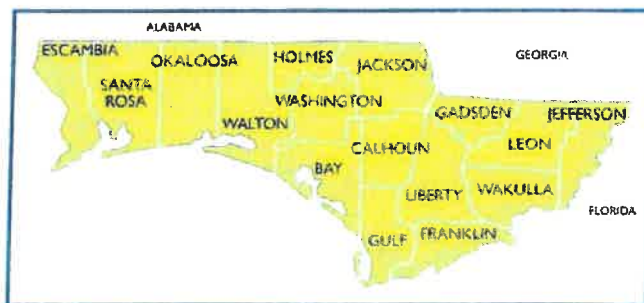 ALABAMA
ESCAMBIA
OKALOOSA
HOLMES
JACKSON
GEORGIA
SANTA
ROSA
WASHINGTON
WALTON
GADSDEN
JEFFERSON
CALHOUN
LEON
BAY
LIBERTY
WAKULLA
FLORIDA
GULF
FRANKLIN